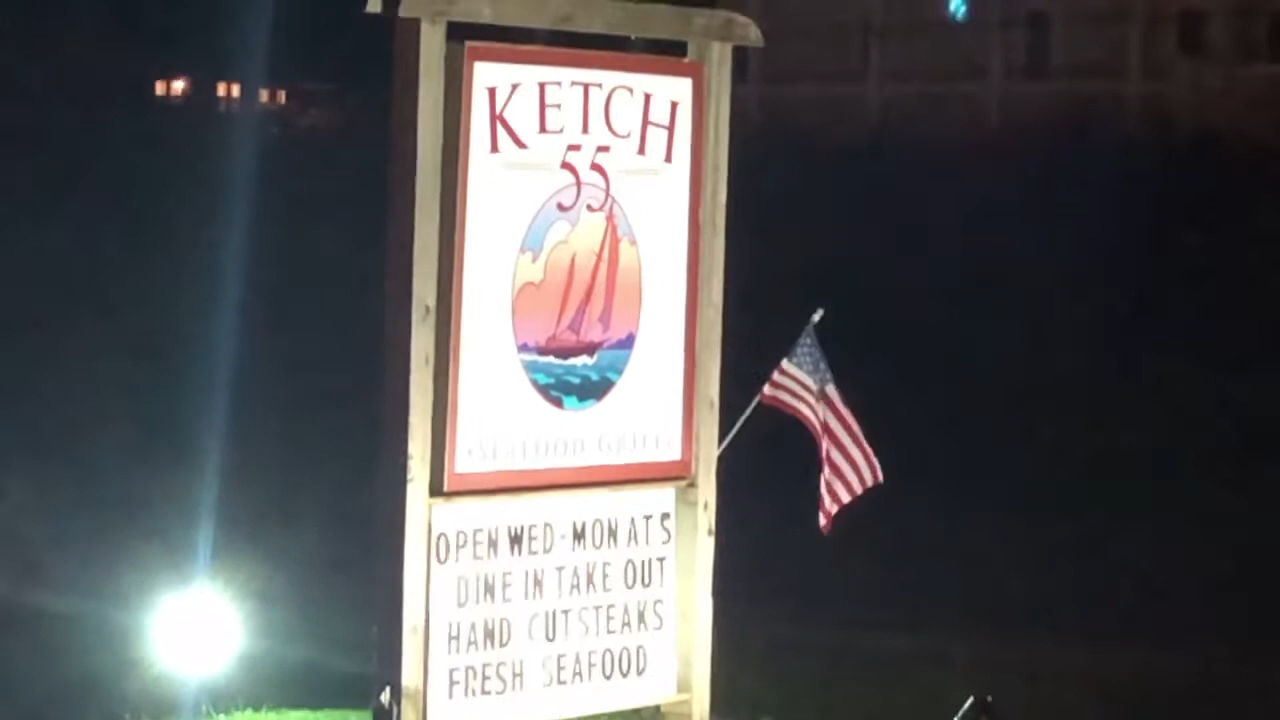 KETCH
55
SEAFOOD GRILL
OPEN WED-MON AT 5
DINE IN TAKE OUT
HAND CUT STEAKS
FRESH SEAFOOD